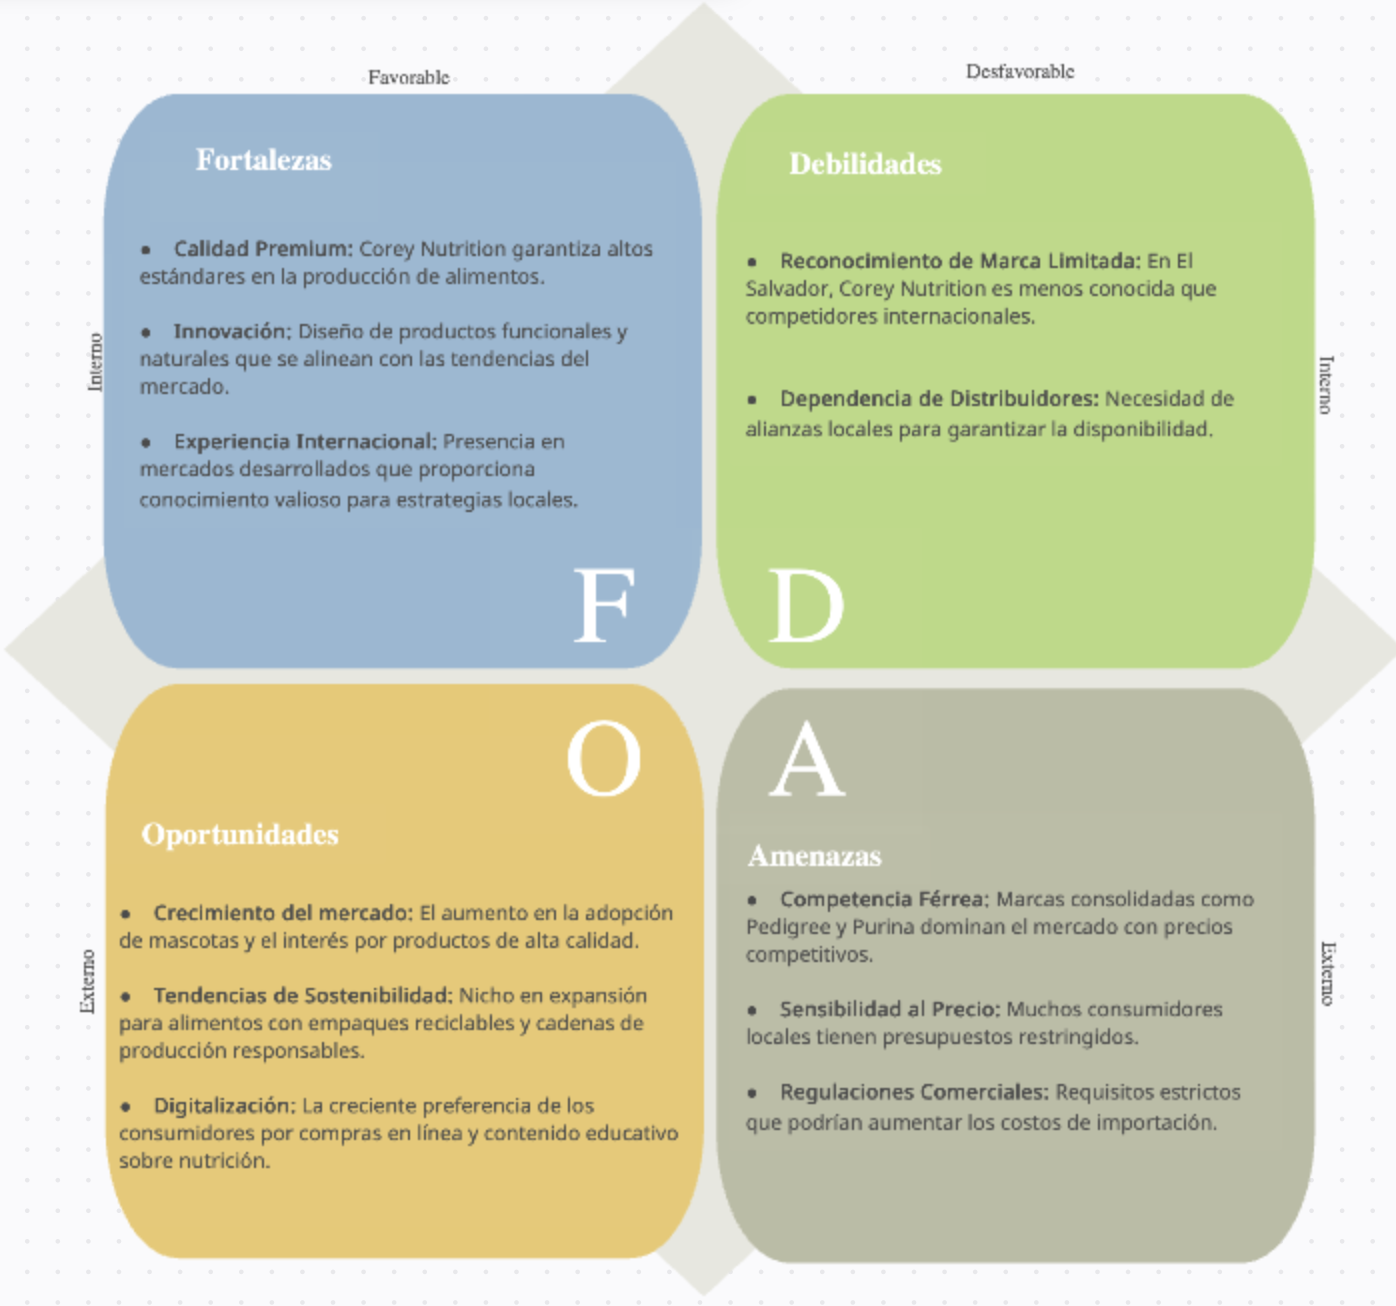 Favorable
Desfavorable
Interno
Fortalezas
● Calidad Premium: Corey Nutrition garantiza altos
estándares en la producción de alimentos.
● Innovación: Diseño de productos funcionales y
naturales que se alinean con las tendencias del
mercado.
● Experiencia Internacional: Presencia en
mercados desarrollados que proporciona
conocimiento valioso para estrategias locales.
F
Debilidades
● Reconocimiento de Marca Limitada: En El
Salvador, Corey Nutrition es menos conocida que
competidores internacionales.
● Dependencia de Distribuidores: Necesidad de
alianzas locales para garantizar la disponibilidad.
D
Interno
Externo
O
Oportunidades
● Crecimiento del mercado: El aumento en la adopción
de mascotas y el interés por productos de alta calidad.
● Tendencias de Sostenibilidad: Nicho en expansión
para alimentos con empaques reciclables y cadenas de
producción responsables.
● Digitalización: La creciente preferencia de los
consumidores por compras en línea y contenido educativo
sobre nutrición.
A
Amenazas
● Competencia Férrea: Marcas consolidadas como
Pedigree y Purina dominan el mercado con precios
competitivos.
● Sensibilidad al Precio: Muchos consumidores
locales tienen presupuestos restringidos.
● Regulaciones Comerciales: Requisitos estrictos
que podrían aumentar los costos de importación.
Externo